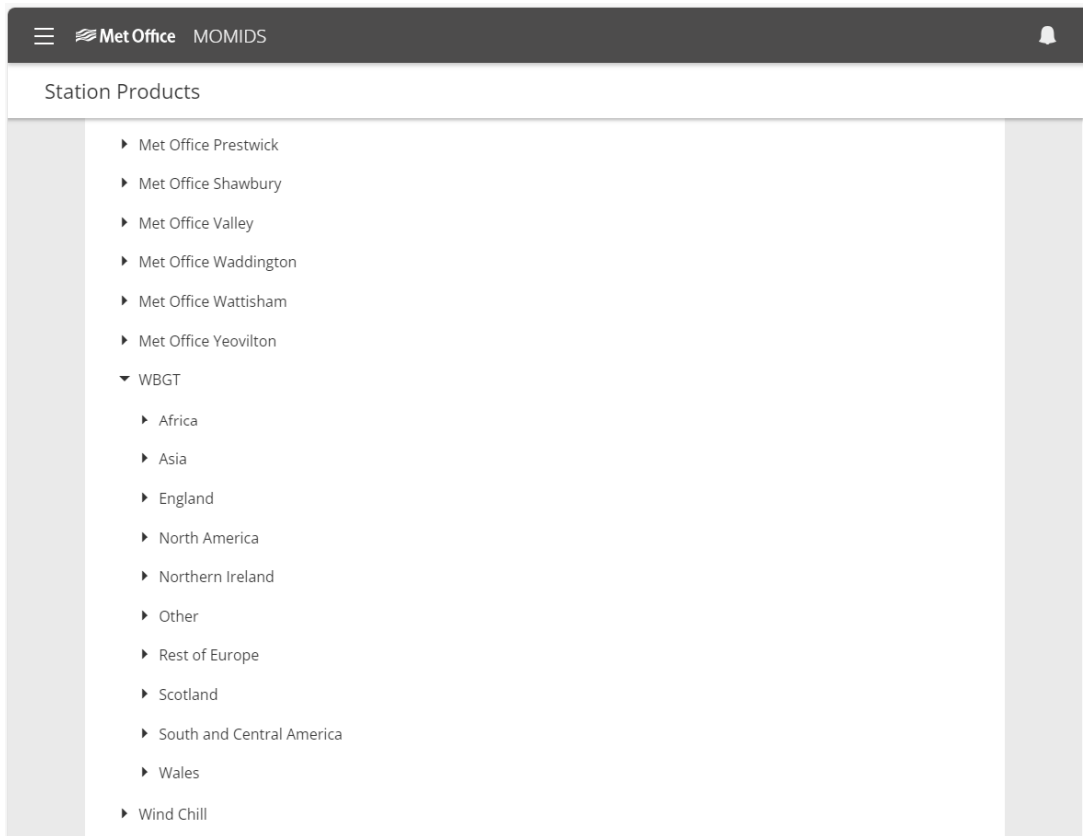 Met Office MOMIDS
Station Products
Met Office Prestwick
Met Office Shawbury
Met Office Valley
Met Office Waddington
Met Office Wattisham
Met Office Yeovilton
WBGT
Africa
Asia
England
North America
Northern Ireland
Other
Rest of Europe
Scotland
South and Central America
Wales
Wind Chill